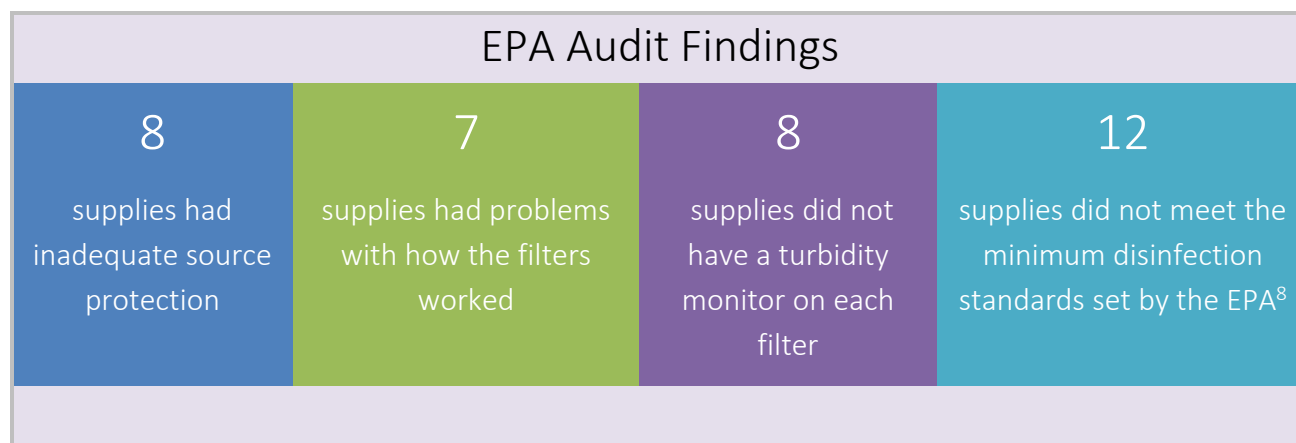 EPA Audit Findings
8
supplies had
inadequate source
protection
7
supplies had problems
with how the filters
worked
8
supplies did not
have a turbidity
monitor on each
filter
12
supplies did not meet the
minimum disinfection
standards set by the EPA⁸